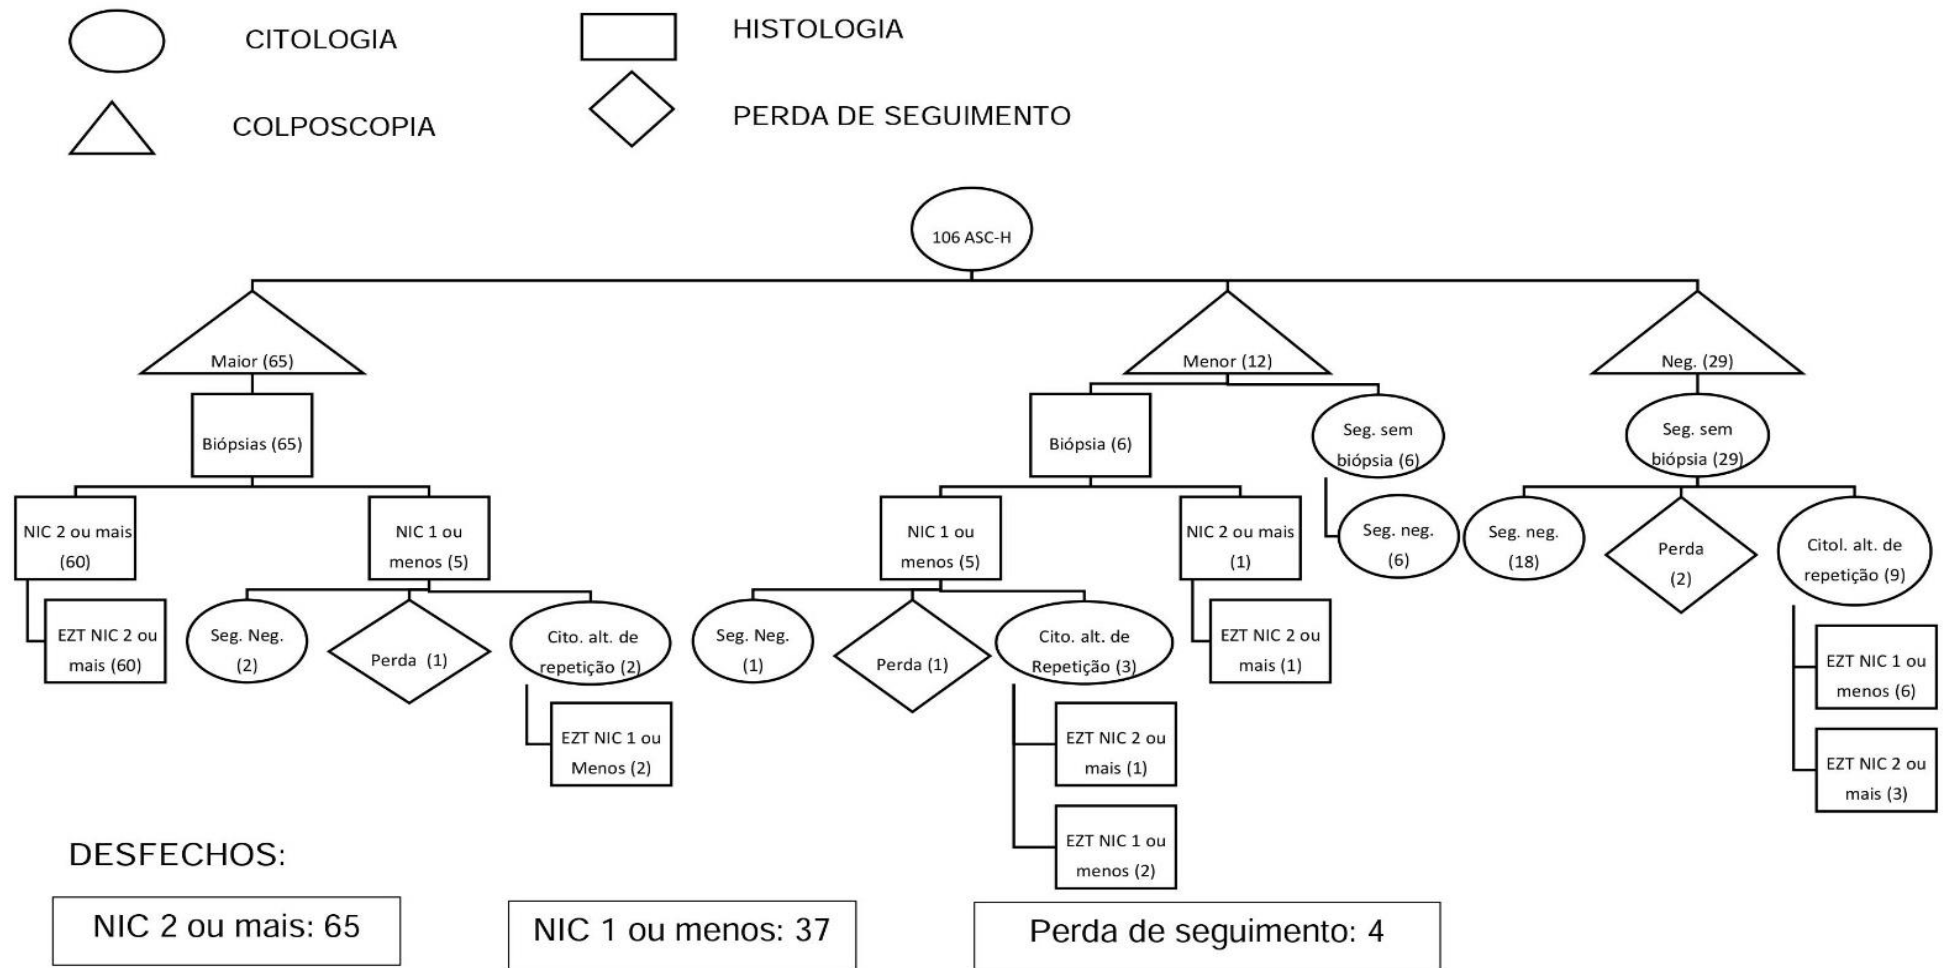 CITOLOGIA
HISTOLOGIA
COLPOSCOPIA
PERDA DE SEGUIMENTO
106 ASC-H
Maior (65)
Menor (12)
Neg. (29)
Biópsias (65)
Biópsia (6)
Seg. sem
biópsia (6)
Seg. sem
biópsia (29)
NIC 2 ou mais
(60)
NIC 1 ou
menos (5)
NIC 1 ou
menos (5)
NIC 2 ou mais
(1)
Seg. neg.
(6)
Seg. neg.
(18)
Perda
(2)
Citol. alt. de
repetição (9)
EZT NIC 2 ou
mais (60)
Seg. Neg.
(2)
Perda (1)
Cito. alt. de
repetição (2)
Seg. Neg.
(1)
Perda (1)
Cito. alt. de
Repetição (3)
EZT NIC 2 ou
mais (1)
EZT NIC 1 ou
menos (6)
EZT NIC 1 ou
Menos (2)
EZT NIC 2 ou
mais (1)
EZT NIC 2 ou
mais (3)
EZT NIC 1 ou
menos (2)
DESFECHOS:
NIC 2 ou mais: 65
NIC 1 ou menos: 37
Perda de seguimento: 4